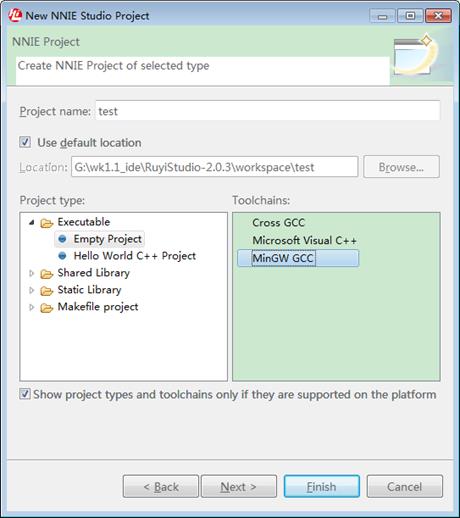 New NNIE Studio Project
NNIE Project
Create NNIE Project of selected type
Project name: test
Use default location
Location: G:\wk1.1_ide\RuyiStudio-2.0.3\workspace\test Browse...
Project type: Toolchains:
Executable Cross GCC
Empty Project Microsoft Visual C++
Hello World C++ Project MinGW GCC
Shared Library
Static Library
Makefile project
Show project types and toolchains only if they are supported on the platform
< Back Next > Finish Cancel